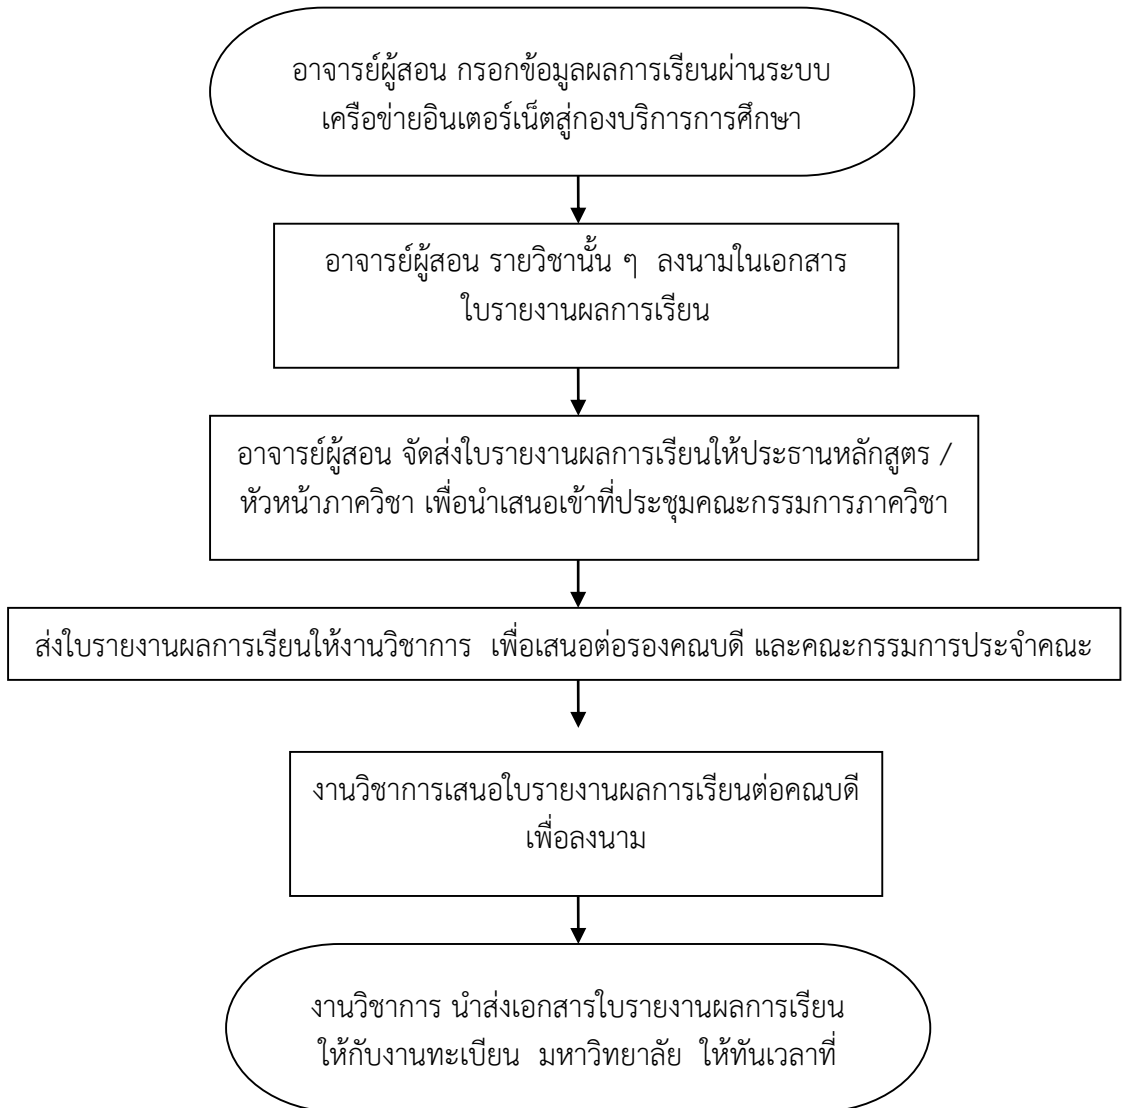 อาจารย์ผู้สอน กรอกข้อมูลผลการเรียนผ่านระบบ
เครือข่ายอินเตอร์เน็ตสู่กองบริการการศึกษา
อาจารย์ผู้สอน รายวิชานั้น ๆ  ลงนามในเอกสาร
ใบรายงานผลการเรียน
อาจารย์ผู้สอน จัดส่งใบรายงานผลการเรียนให้ประธานหลักสูตร /
หัวหน้าภาควิชา เพื่อนำเสนอเข้าที่ประชุมคณะกรรมการภาควิชา
ส่งใบรายงานผลการเรียนให้งานวิชาการ  เพื่อเสนอต่อรองคณบดี และคณะกรรมการประจำคณะ
งานวิชาการเสนอใบรายงานผลการเรียนต่อคณบดี
เพื่อลงนาม
งานวิชาการ นำส่งเอกสารใบรายงานผลการเรียน
ให้กับงานทะเบียน  มหาวิทยาลัย  ให้ทันเวลาที่